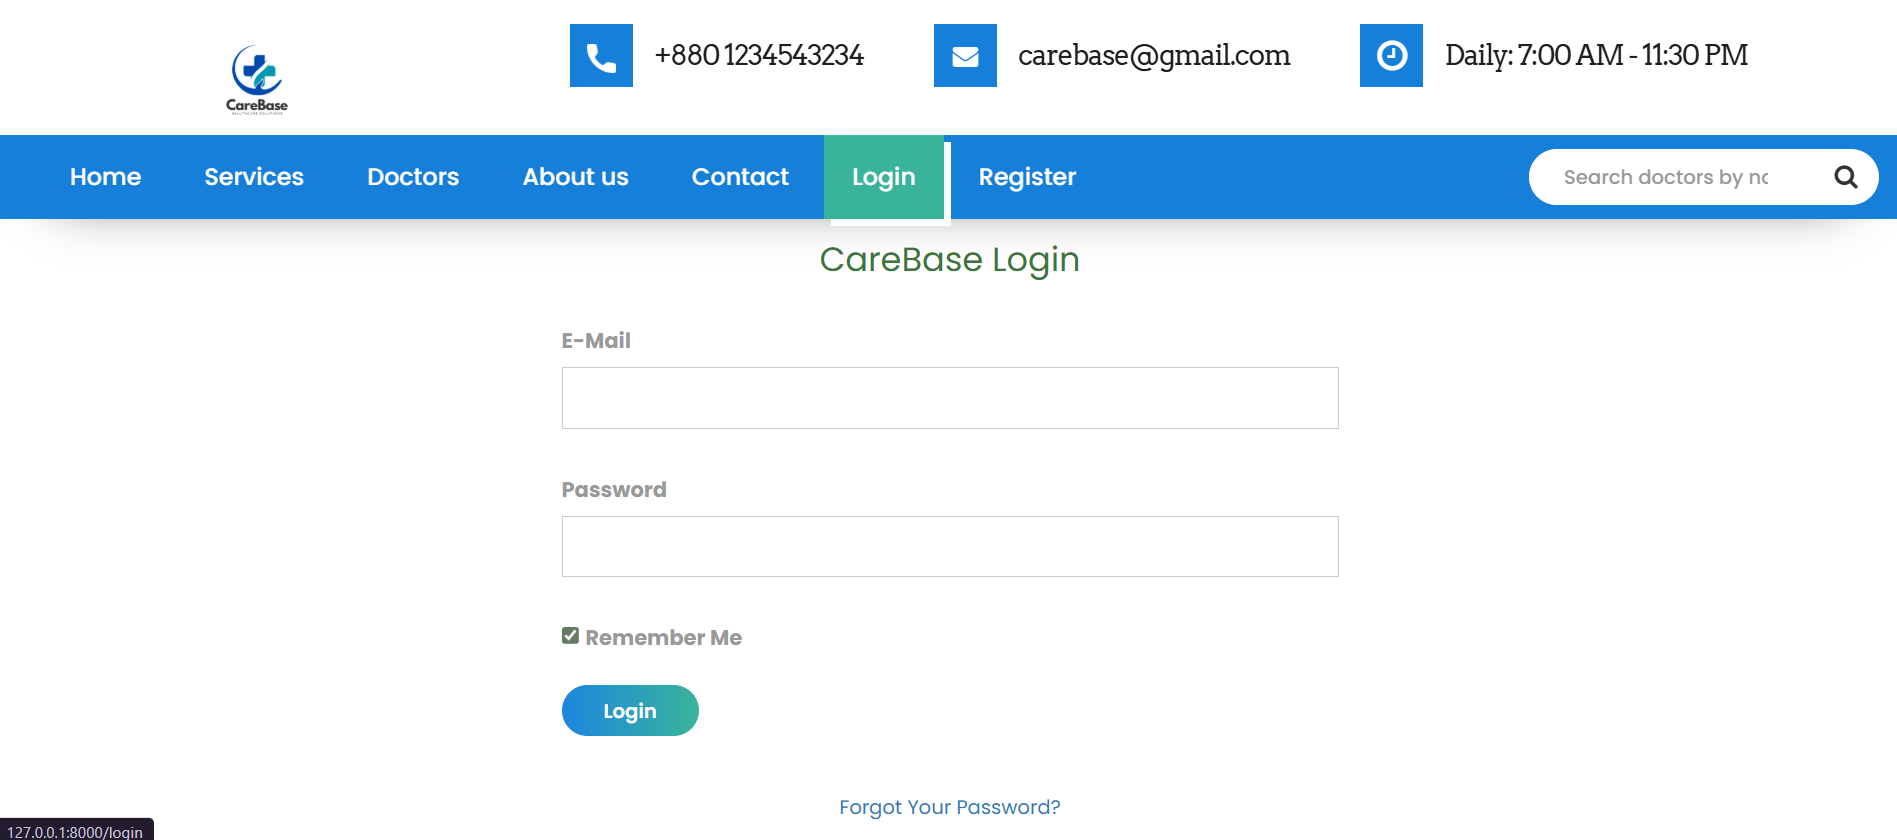 CareBase
HEALTHCARE SOLUTIONS
+880 1234543234
carebase@gmail.com
Daily: 7:00 AM - 11:30 PM
Home Services Doctors About us Contact Login Register
Search doctors by
CareBase Login
E-Mail
Password
Remember Me
Login
Forgot Your Password?
127.0.0.1:8000/login